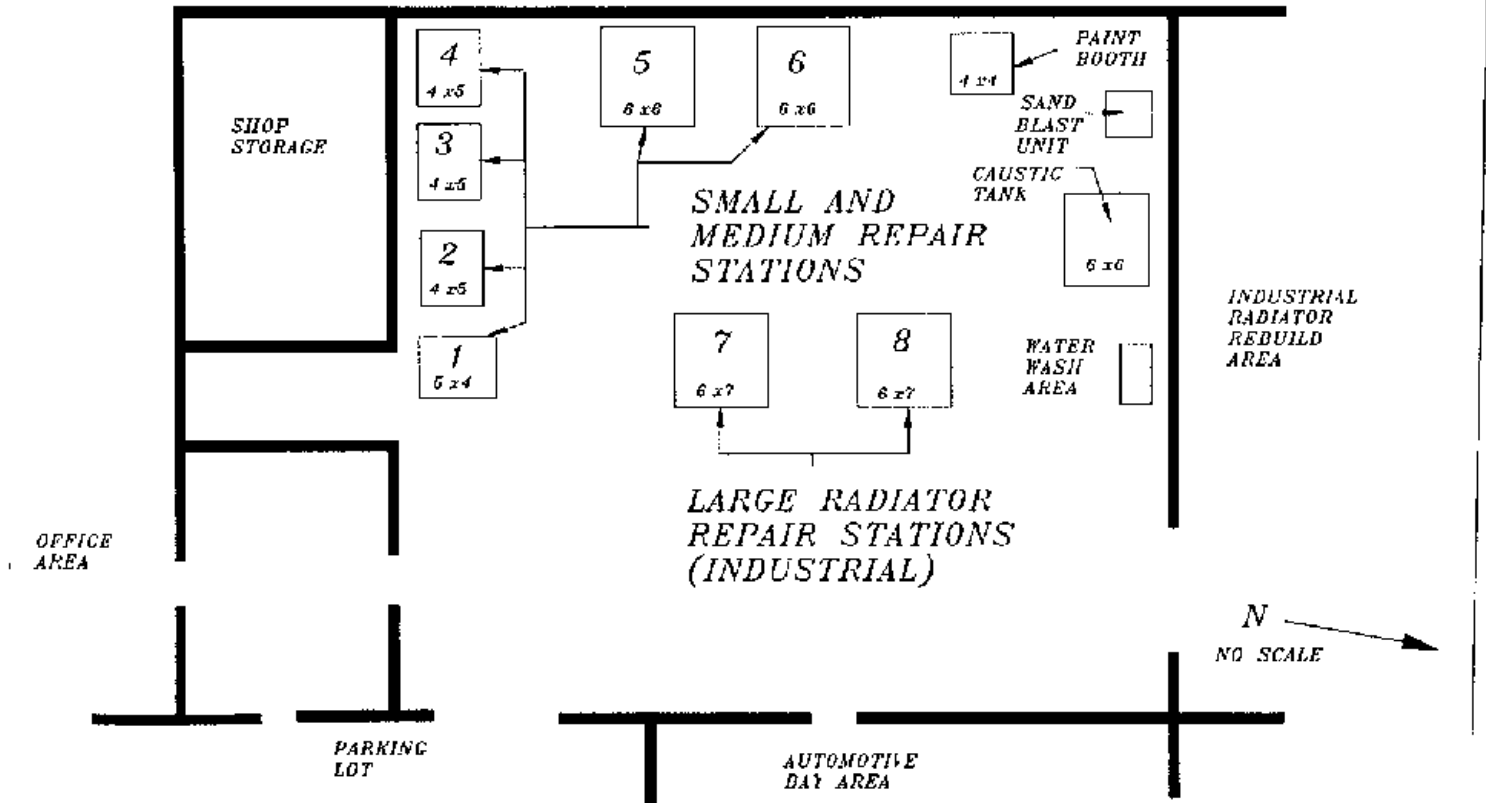 SHOP
STORAGE
4
4 x5
3
4 x5
2
4 x5
1
5 x4
5
6 x6
6
6 x6
4 x4
PAINT
BOOTH
SAND
BLAST
UNIT
CAUSTIC
TANK
6 x6
SMALL AND
MEDIUM REPAIR
STATIONS
7
6 x7
8
6 x7
WATER
WASH
AREA
INDUSTRIAL
RADIATOR
REBUILD
AREA
LARGE RADIATOR
REPAIR STATIONS
(INDUSTRIAL)
OFFICE
AREA
N
NO SCALE
PARKING
LOT
AUTOMOTIVE
BAY AREA